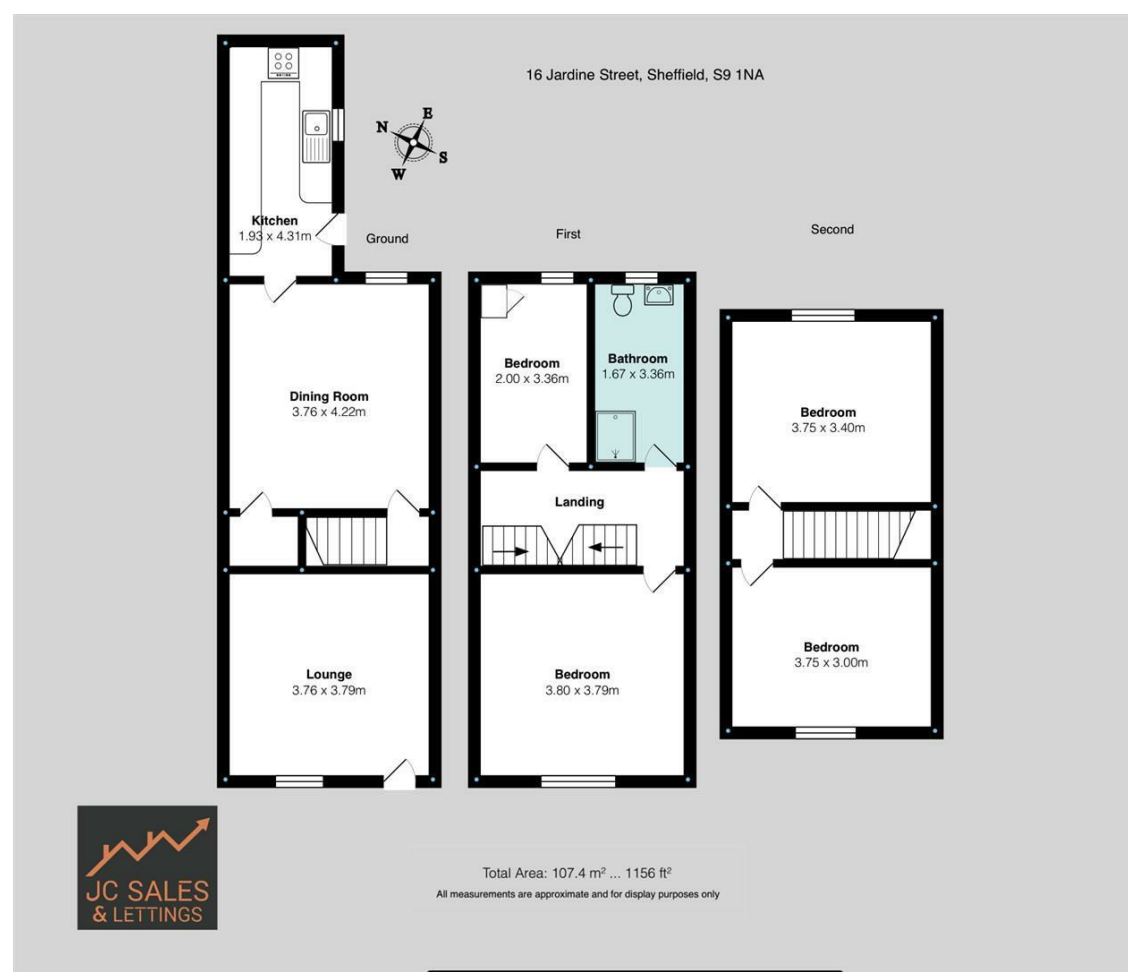 16 Jardine Street, Sheffield, S9 1NA
N
E
S
W
Kitchen
1.93 x 4.31m
Ground
First
Second
Dining Room
3.76 x 4.22m
Bedroom
2.00 x 3.36m
Bathroom
1.67 x 3.36m
Bedroom
3.75 x 3.40m
Landing
Lounge
3.76 x 3.79m
Bedroom
3.80 x 3.79m
Bedroom
3.75 x 3.00m
JC SALES
& LETTINGS
Total Area: 107.4 m² ... 1156 ft²
All measurements are approximate and for display purposes only